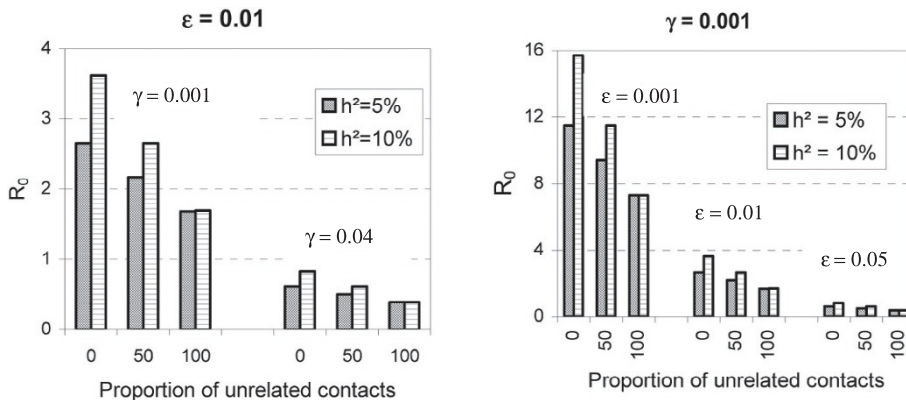 ε = 0.01
4
3
2
1
0
R₀
γ = 0.001
γ = 0.04
h²=5%
h²=10%
0 50 100 0 50 100
Proportion of unrelated contacts
γ = 0.001
16
12
8
4
0
R₀
ε = 0.001
ε = 0.01
ε = 0.05
h² = 5%
h² = 10%
0 50 100 0 50 100 0 50 100
Proportion of unrelated contacts